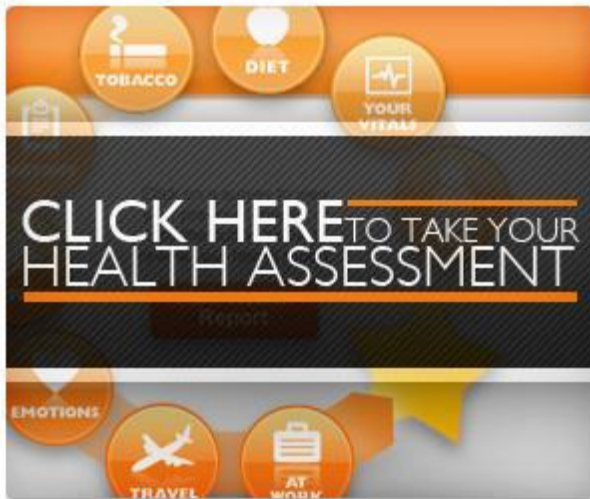 TOBACCO
DIET
YOUR
VITALS
CLICK HERE TO TAKE YOUR
HEALTH ASSESSMENT
Report
EMOTIONS
TRAVEL
AT
WORK